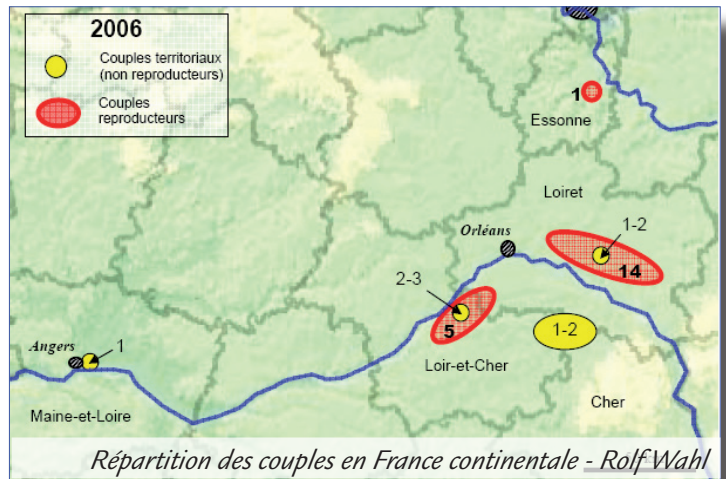 2006
Couples territoriaux
(non reproducteurs)
Couples
reproducteurs
1
Essonne
Loiret
Orléans
1-2
14
2-3
5
1-2
Angers
1
Loir-et-Cher
Maine-et-Loire
Cher
Répartition des couples en France continentale - Rolf Wahl